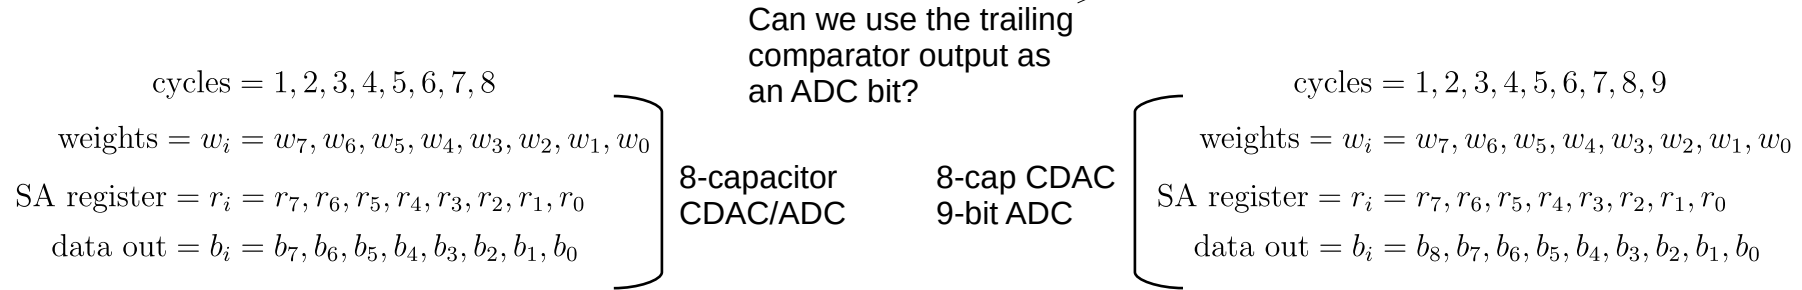 Can we use the trailing
comparator output as
an ADC bit?
cycles = 1, 2, 3, 4, 5, 6, 7, 8
weights = w_i = w_7, w_6, w_5, w_4, w_3, w_2, w_1, w_0
SA register = r_i = r_7, r_6, r_5, r_4, r_3, r_2, r_1, r_0
data out = b_i = b_7, b_6, b_5, b_4, b_3, b_2, b_1, b_0
8-capacitor
CDAC/ADC
8-cap CDAC
9-bit ADC
cycles = 1, 2, 3, 4, 5, 6, 7, 8, 9
weights = w_i = w_7, w_6, w_5, w_4, w_3, w_2, w_1, w_0
SA register = r_i = r_7, r_6, r_5, r_4, r_3, r_2, r_1, r_0
data out = b_i = b_8, b_7, b_6, b_5, b_4, b_3, b_2, b_1, b_0